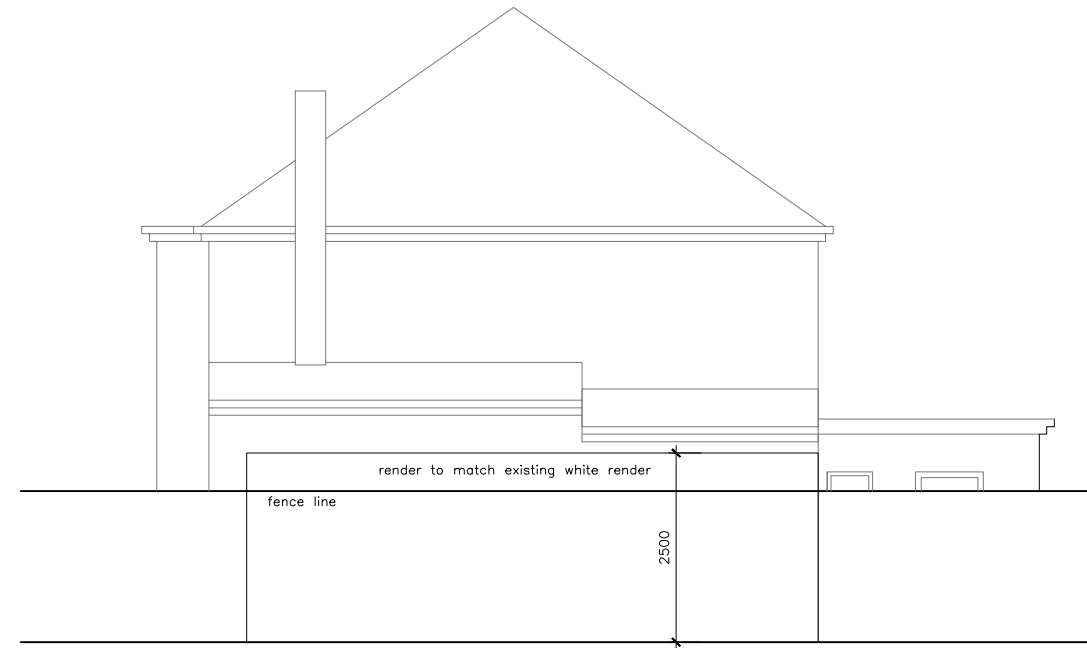 render to match existing white render
fence line
2500